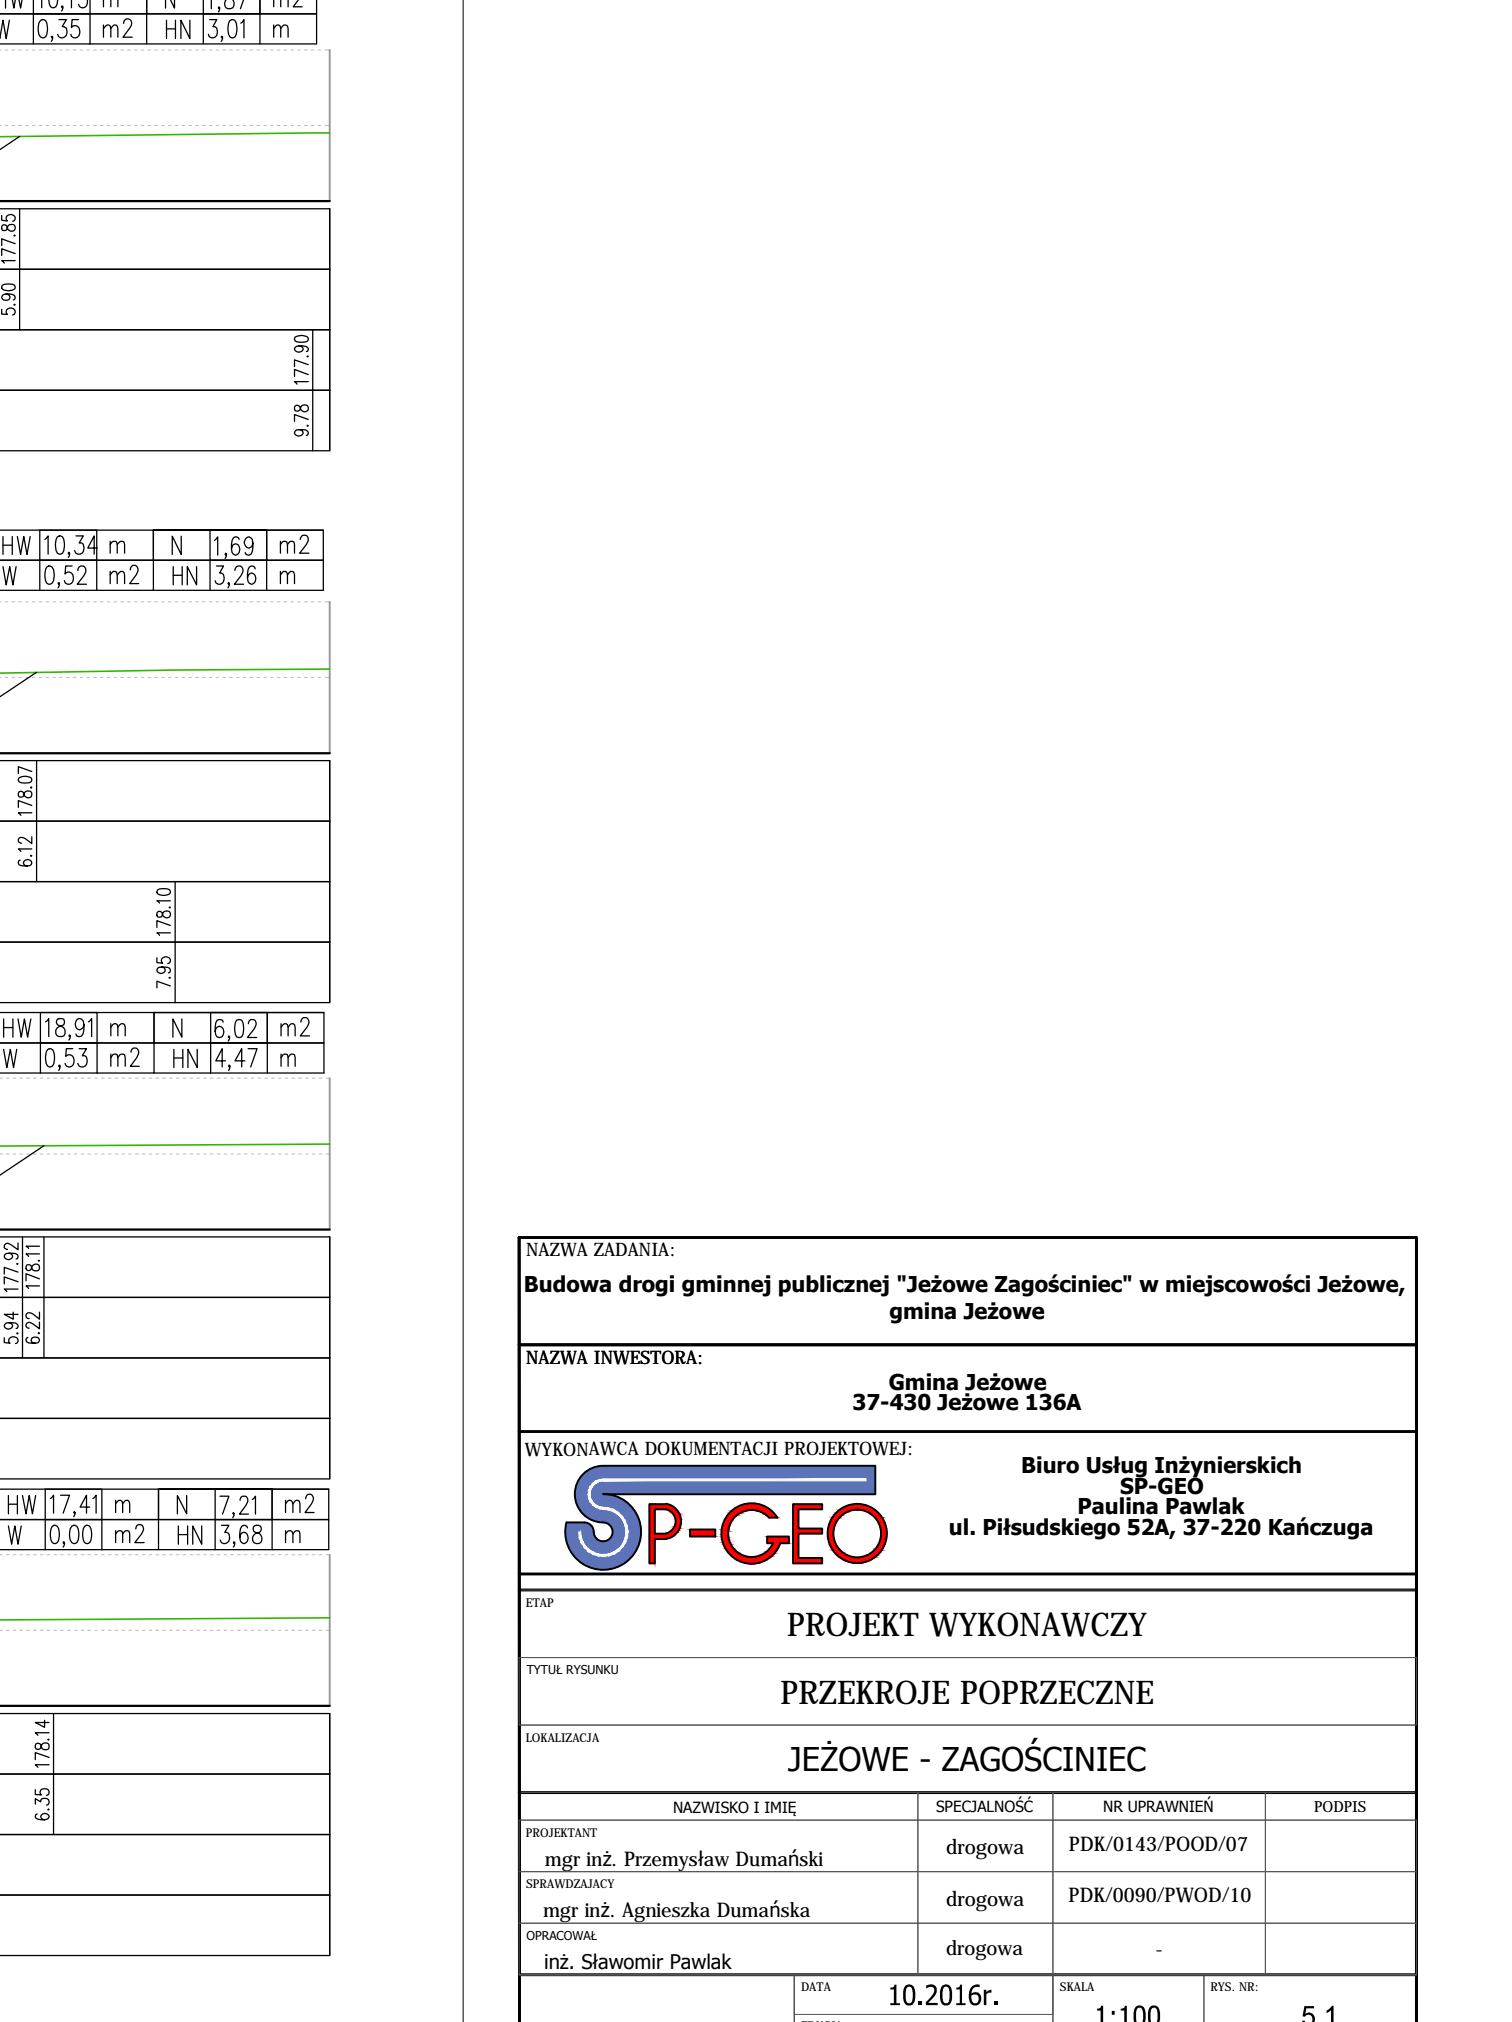 HW 10,15 m N 1,87 m2
W 0,35 m2 HN 3,01 m
177.85
5.90
177.90
9.78
HW 10,34 m N 1,69 m2
W 0,52 m2 HN 3,26 m
178.07
6.12
178.10
7.95
HW 18,91 m N 6,02 m2
W 0,53 m2 HN 4,47 m
177.92 178.11
5.94 6.22
HW 17,41 m N 7,21 m2
W 0,00 m2 HN 3,68 m
178.14
6.35
NAZWA ZADANIA:
Budowa drogi gminnej publicznej "Jeżowe Zagościniec" w miejscowości Jeżowe,
gmina Jeżowe
NAZWA INWESTORA:
Gmina Jeżowe
37-430 Jeżowe 136A
WYKONAWCA DOKUMENTACJI PROJEKTOWEJ:
SP-GEO
Biuro Usług Inżynierskich
SP-GEO
Paulina Pawlak
ul. Piłsudskiego 52A, 37-220 Kańczuga
ETAP
PROJEKT WYKONAWCZY
TYTUŁ RYSUNKU
PRZEKROJE POPRZECZNE
LOKALIZACJA
JEŻOWE - ZAGOŚCINIEC
NAZWISKO I IMIĘ SPECJALNOŚĆ NR UPRAWNIEŃ PODPIS
PROJEKTANT
mgr inż. Przemysław Dumański drogowa PDK/0143/POOD/07
SPRAWDZAJACY
mgr inż. Agnieszka Dumańska drogowa PDK/0090/PWOD/10
OPRACOWAŁ
inż. Sławomir Pawlak drogowa -
DATA 10.2016r. SKALA RYS. NR:
1:100 5.1